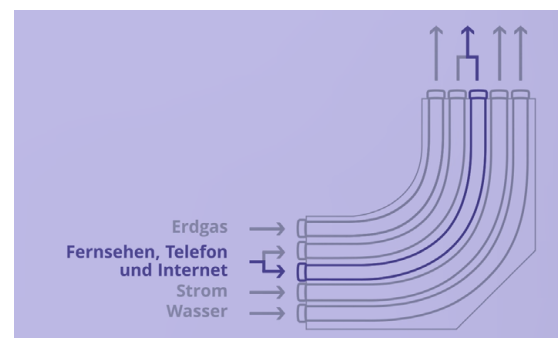 Erdgas
Fernsehen, Telefon
und Internet
Strom
Wasser